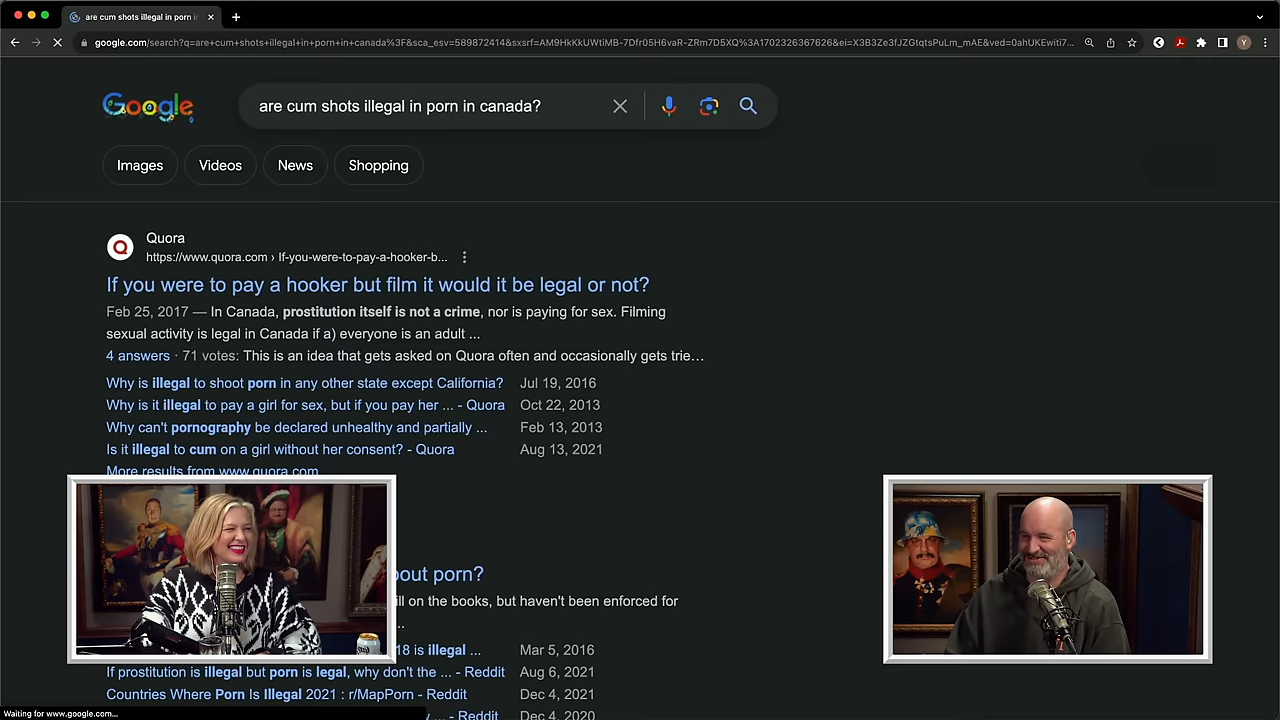 are cum shots illegal in porn in
google.com/search?q=are+cum+shots+illegal+in+porn+in+canada%3F&sca_esv=589872414&sxsrf=AM9HkKkUWtiMB-7Dfr05H6vaR-ZRm7D5XQ%3A1702326367626&ei=X3B3Ze3fJZGtqtsPuLm_mAE&ved=0ahUKEwiti7...
Y
Google
are cum shots illegal in porn in canada?
Images
Videos
News
Shopping
Quora
https://www.quora.com › If-you-were-to-pay-a-hooker-b...
If you were to pay a hooker but film it would it be legal or not?
Feb 25, 2017 — In Canada, prostitution itself is not a crime, nor is paying for sex. Filming
sexual activity is legal in Canada if a) everyone is an adult ...
4 answers · 71 votes: This is an idea that gets asked on Quora often and occasionally gets trie…
Why is illegal to shoot porn in any other state except California? Jul 19, 2016
Why is it illegal to pay a girl for sex, but if you pay her ... - Quora Oct 22, 2013
Why can't pornography be declared unhealthy and partially ... Feb 13, 2013
Is it illegal to cum on a girl without her consent? - Quora Aug 13, 2021
More results from www.quora.com
out porn?
ll on the books, but haven't been enforced for
...
18 is illegal ... Mar 5, 2016
If prostitution is illegal but porn is legal, why don't the ... - Reddit Aug 6, 2021
Countries Where Porn Is Illegal 2021 : r/MapPorn - Reddit Dec 4, 2021
... - Reddit Dec 4, 2020
Waiting for www.google.com...